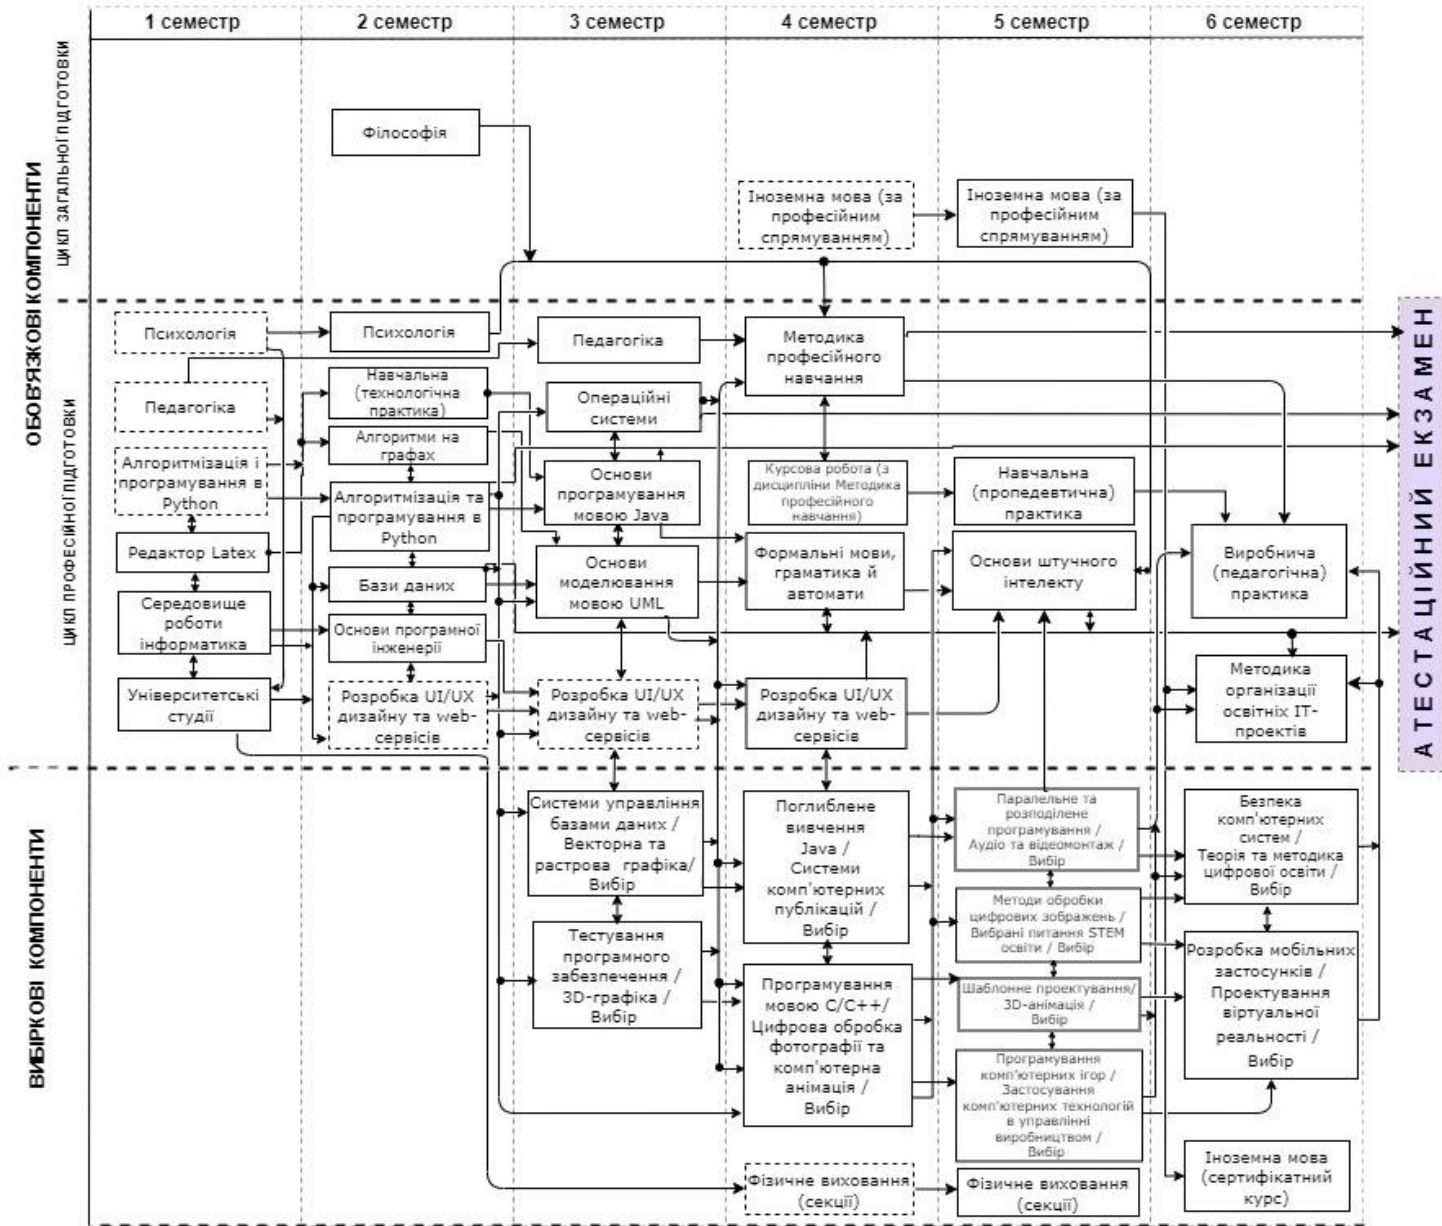 1 семестр
2 семестр
3 семестр
4 семестр
5 семестр
6 семестр
ОБОВ'ЯЗКОВІ КОМПОНЕНТИ
ЦИКЛ ЗАГАЛЬНОЇ ПІДГОТОВКИ
Філософія
Іноземна мова (за
професійним
спрямуванням)
Іноземна мова (за
професійним
спрямуванням)
ЦИКЛ ПРОФЕСІЙНОЇ ПІДГОТОВКИ
Психологія
Педагогіка
Алгоритмізація і
програмування в
Python
Редактор Latex
Середовище
роботи
інформатика
Університетські
студії
Психологія
Навчальна
(технологічна
практика)
Алгоритми на
графах
Алгоритмізація та
програмування в
Python
Бази даних
Основи програмної
інженерії
Розробка UI/UX
дизайну та web-
сервісів
Педагогіка
Операційні
системи
Основи
програмування
мовою Java
Основи
моделювання
мовою UML
Розробка UI/UX
дизайну та web-
сервісів
Методика
професійного
навчання
Курсова робота (з
дисципліни Методика
професійного
навчання)
Формальні мови,
граматика й
автомати
Розробка UI/UX
дизайну та web-
сервісів
Навчальна
(пропедевтична)
практика
Основи штучного
інтелекту
Виробнича
(педагогічна)
практика
Методика
організації
освітніх ІТ-
проектів
АТЕСТАЦІЙНИЙ ЕКЗАМЕН
ВИБІРКОВІ КОМПОНЕНТИ
Системи управління
базами даних /
Векторна та
растрова графіка/
Вибір
Тестування
програмного
забезпечення /
3D-графіка /
Вибір
Поглиблене
вивчення
Java /
Системи
комп'ютерних
публікацій /
Вибір
Програмування
мовою С/С++/
Цифрова обробка
фотографії та
комп'ютерна
анімація /
Вибір
Фізичне виховання
(секції)
Паралельне та
розподілене
програмування /
Аудіо та відеомонтаж /
Вибір
Методи обробки
цифрових зображень /
Вибрані питання STEM
освіти / Вибір
Шаблонне проектування/
3D-анімація /
Вибір
Програмування
комп'ютерних ігор /
Застосування
комп'ютерних технологій
в управлінні
виробництвом /
Вибір
Фізичне виховання
(секції)
Безпека
комп'ютерних
систем /
Теорія та методика
цифрової освіти /
Вибір
Розробка мобільних
застосунків /
Проектування
віртуальної
реальності /
Вибір
Іноземна мова
(сертифікатний
курс)